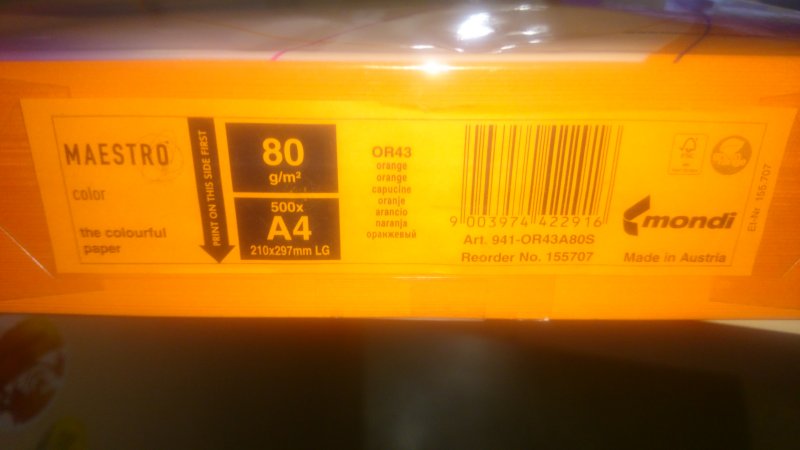 MAESTRO
color
the colourful
paper
PRINT ON THIS SIDE FIRST
80
g/m²
500x
A4
210x297mm LG
OR43
orange
orange
capucine
oranje
arancio
naranja
оранжевый
9 003974 422916
Art. 941-OR43A80S
Reorder No. 155707
mondi
Made in Austria
El-Nr. 155 707